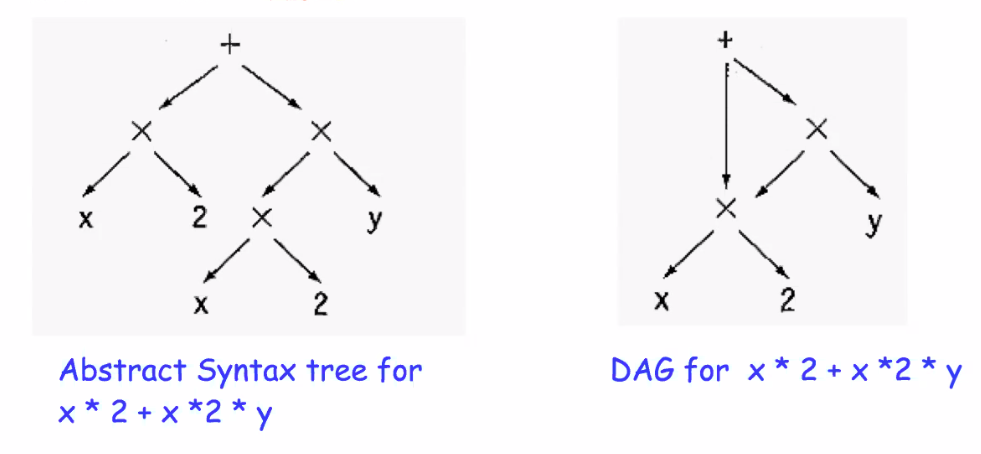 +
+
×
×
×
x
2
×
y
×
y
x
2
x
2
Abstract Syntax tree for
x * 2 + x *2 * y
DAG for x * 2 + x *2 * y